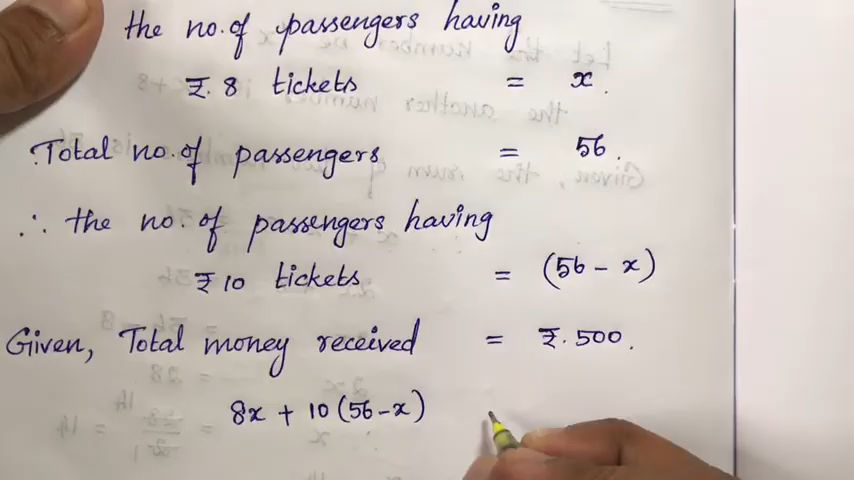 the no. of passengers having
₹. 8 tickets = x.
Total no. of passengers = 56.
∴ the no. of passengers having
₹ 10 tickets = (56 - x)
Given, Total money received = ₹. 500.
8x + 10 (56 - x)